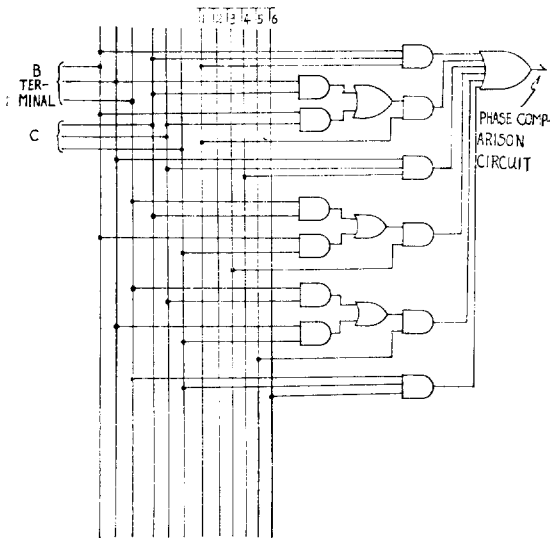 1 2 3 4 5 6
B
TER-
MINAL
C
PHASE COMP-
ARISON
CIRCUIT